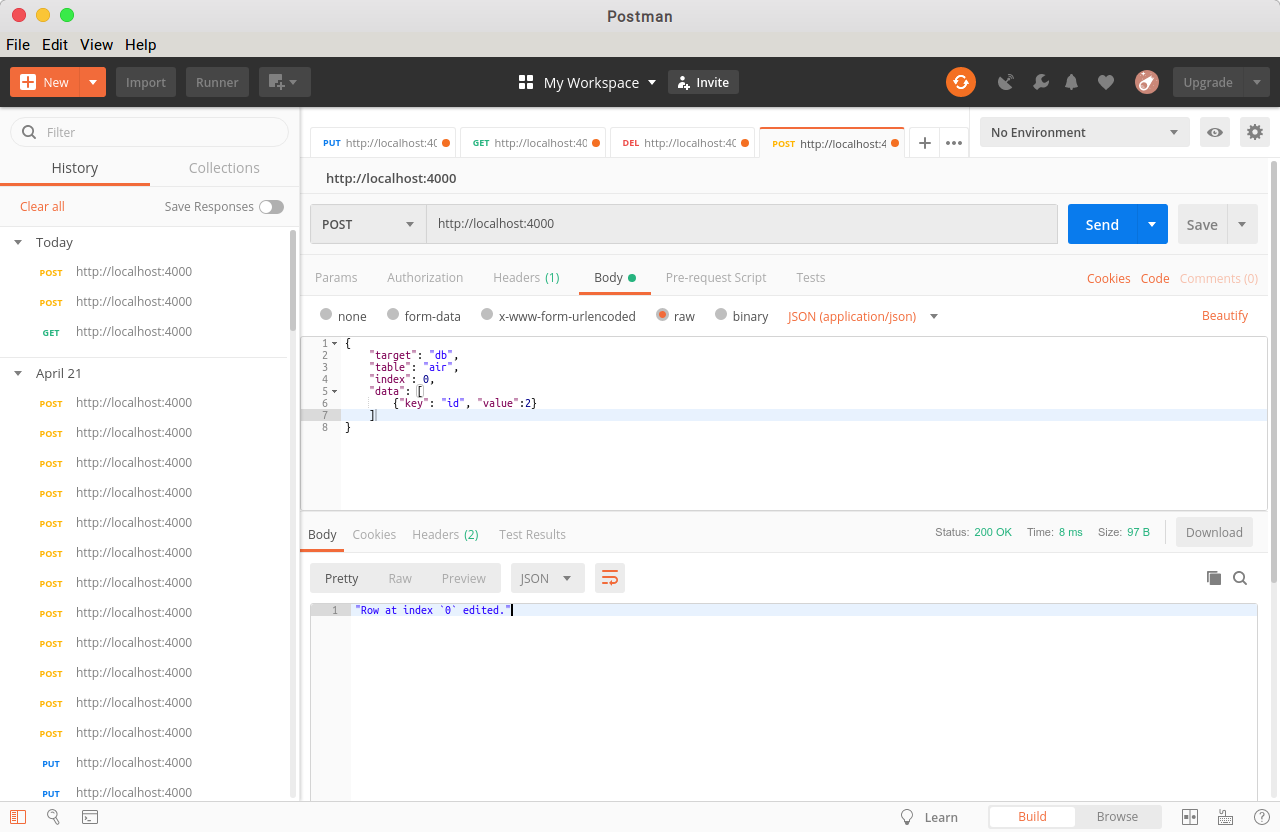 Postman
File Edit View Help
New Import Runner My Workspace Invite Upgrade
Filter
History Collections
Clear all Save Responses
Today
POST http://localhost:4000
POST http://localhost:4000
GET http://localhost:4000
April 21
POST http://localhost:4000
POST http://localhost:4000
POST http://localhost:4000
POST http://localhost:4000
POST http://localhost:4000
POST http://localhost:4000
POST http://localhost:4000
POST http://localhost:4000
POST http://localhost:4000
POST http://localhost:4000
POST http://localhost:4000
POST http://localhost:4000
PUT http://localhost:4000
PUT http://localhost:4000
PUT http://localhost:40 GET http://localhost:40 DEL http://localhost:40 POST http://localhost:4 No Environment
http://localhost:4000
POST http://localhost:4000 Send Save
Params Authorization Headers (1) Body Pre-request Script Tests Cookies Code Comments (0)
none form-data x-www-form-urlencoded raw binary JSON (application/json) Beautify
1 {
2 "target": "db",
3 "table": "air",
4 "index": 0,
5 "data": [
6 {"key": "id", "value":2}
7 ]
8 }
Body Cookies Headers (2) Test Results Status: 200 OK Time: 8 ms Size: 97 B Download
Pretty Raw Preview JSON
1 "Row at index `0` edited."
Learn Build Browse